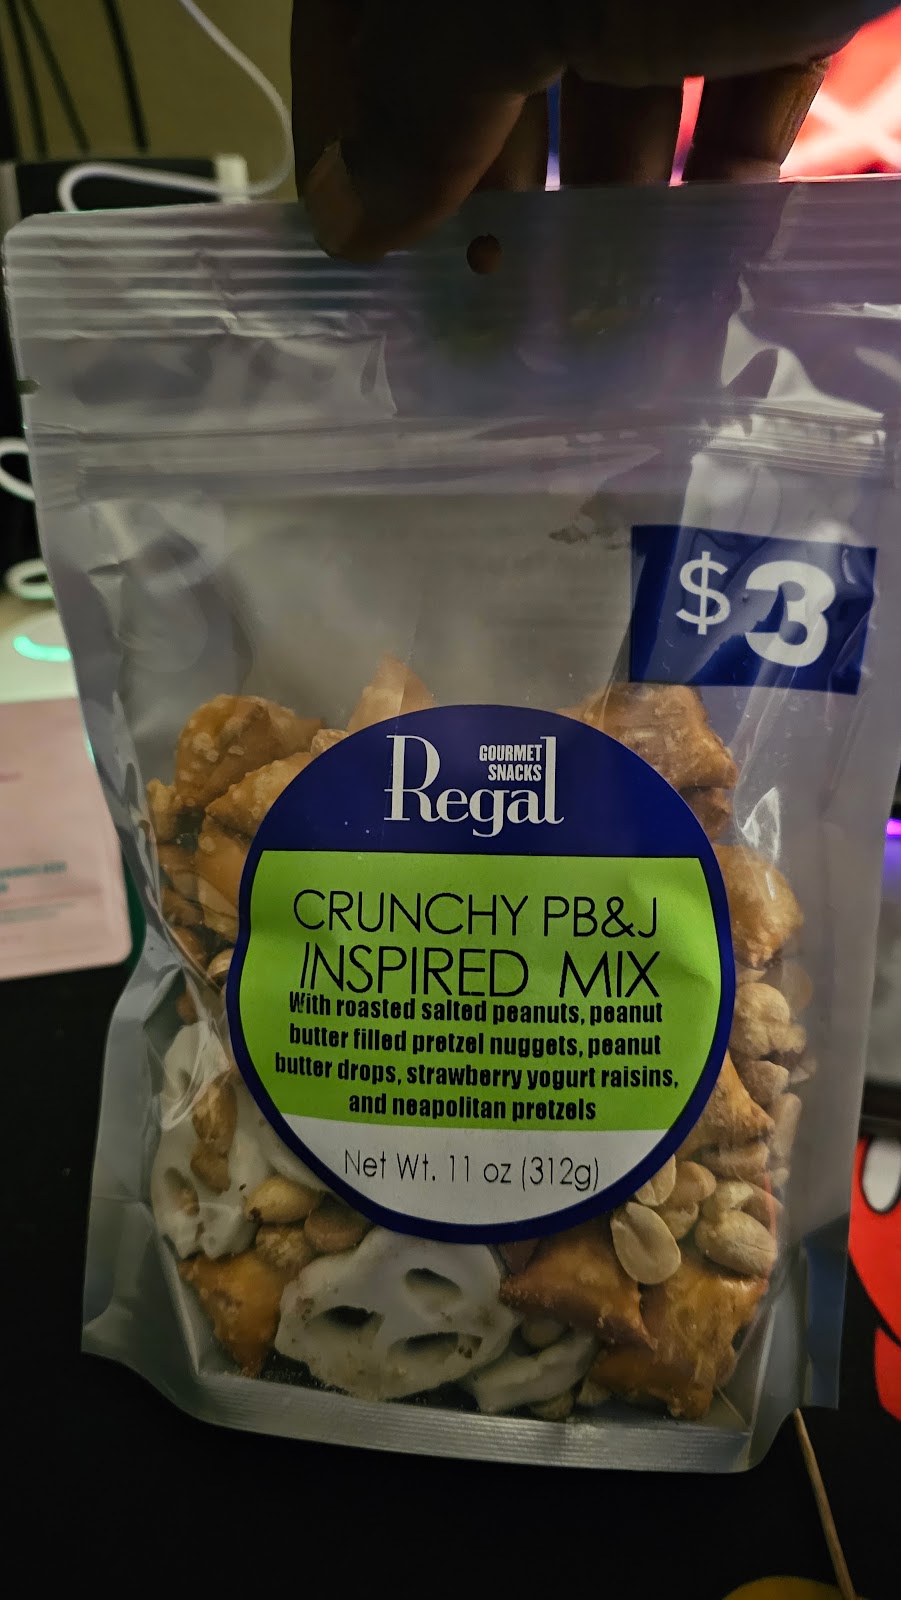 $3
GOURMET
SNACKS
Regal
CRUNCHY PB&J
INSPIRED MIX
With roasted salted peanuts, peanut
butter filled pretzel nuggets, peanut
butter drops, strawberry yogurt raisins,
and neapolitan pretzels
Net Wt. 11 oz (312g)